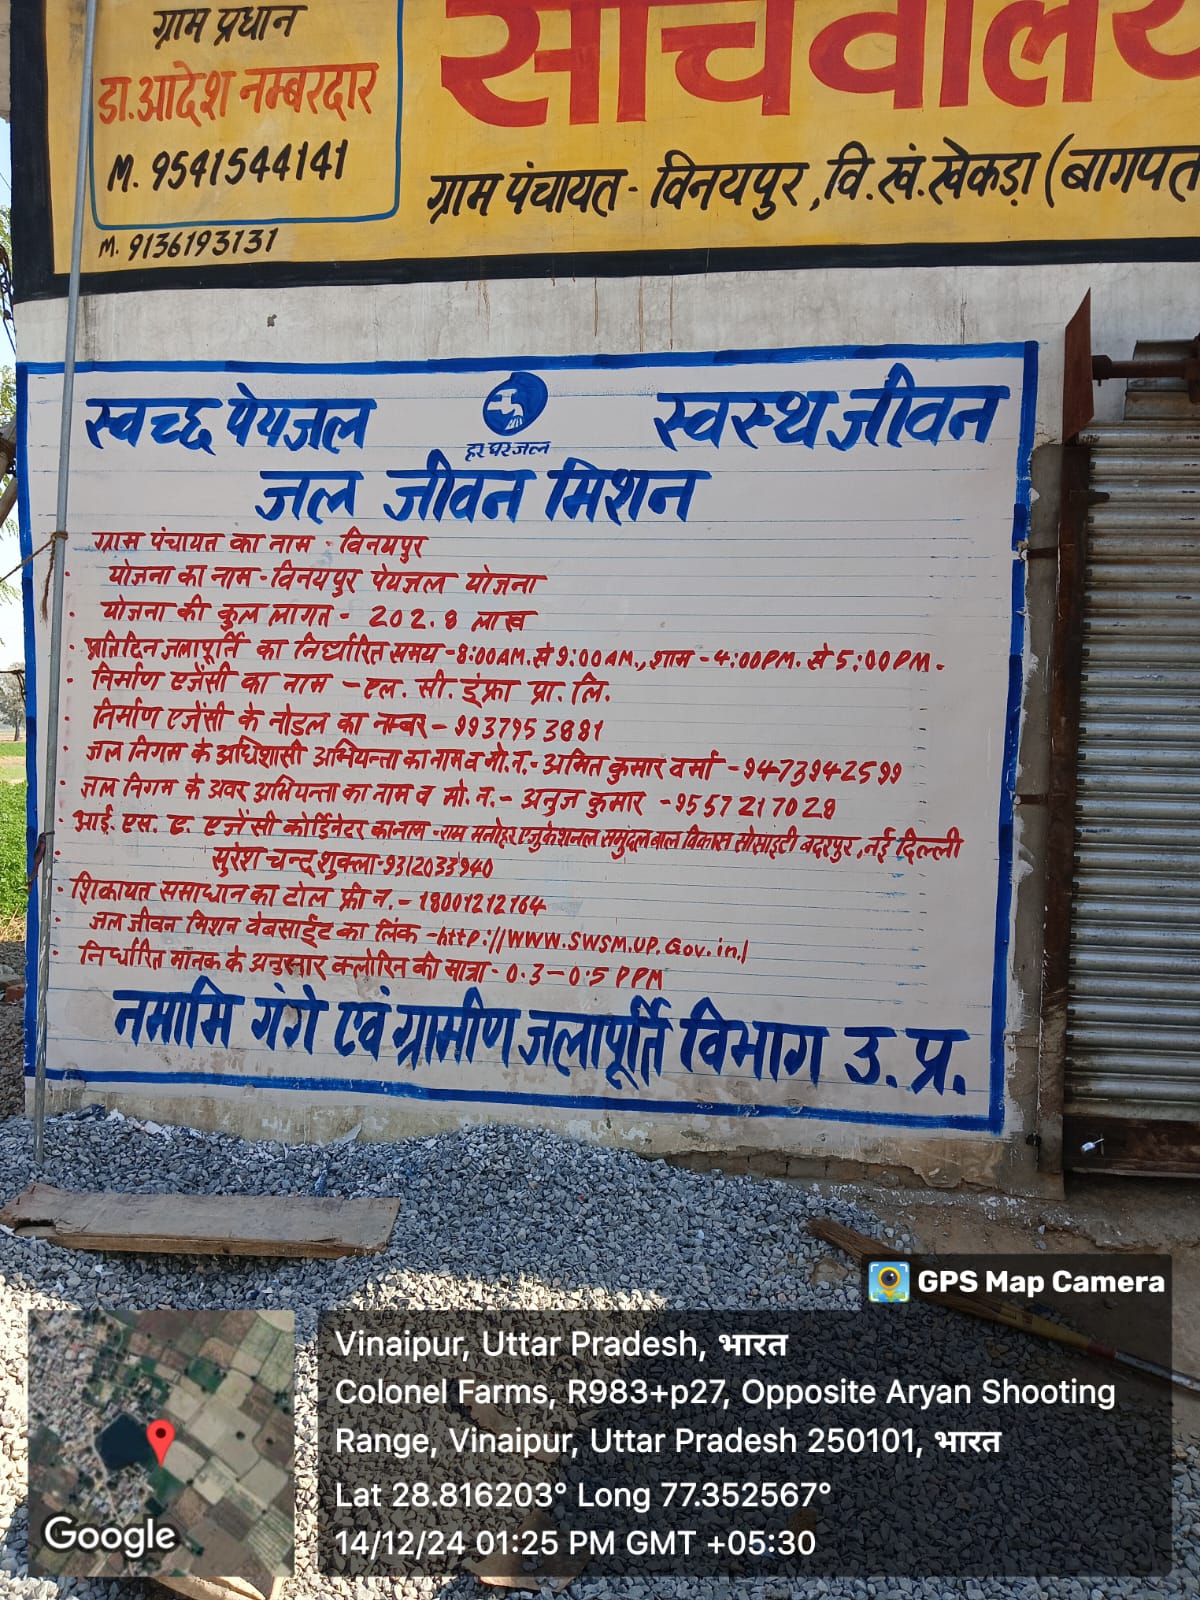 ग्राम प्रधान
डा. आदेश नम्बरदार
M. 9541544141
M. 9136193131
सचिवालय
ग्राम पंचायत - विनयपुर, वि.खं. खेकड़ा (बागपत
स्वच्छ पेयजल
हर घर जल
स्वस्थ जीवन
जल जीवन मिशन
ग्राम पंचायत का नाम - विनयपुर
योजना का नाम - विनयपुर पेयजल योजना
योजना की कुल लागत - 202.8 लाख
प्रतिदिन जलापूर्ति का निर्धारित समय - 8:00AM. से 9:00AM., शाम - 4:00PM. से 5:00PM.
निर्माण एजेंसी का नाम - एल. सी. इंफ्रा प्रा. लि.
निर्माण एजेंसी के नोडल का नम्बर - 9937953881
जल निगम के अधिशासी अभियन्ता का नाम व मो.न. - अमित कुमार वर्मा - 9473942599
जल निगम के अवर अभियन्ता का नाम व मो. न. - अनुज कुमार - 9557217028
आई. एस. ए. एजेंसी कोर्डिनेटर का नाम - राम मनोहर एजुकेशनल समुंदल बाल विकास सोसाइटी बदरपुर, नई दिल्ली
सुरेश चन्द्र शुक्ला - 9312033940
शिकायत समाधान का टोल फ्री न. - 18001212164
जल जीवन मिशन वेबसाईट का लिंक - http://www.swsm.up.Gov.in/
निर्धारित मानक के अनुसार क्लोरिन की मात्रा - 0.3 - 0.5 PPM
नमामि गंगे एवं ग्रामीण जलापूर्ति विभाग उ. प्र.
GPS Map Camera
Vinaipur, Uttar Pradesh, भारत
Colonel Farms, R983+p27, Opposite Aryan Shooting
Range, Vinaipur, Uttar Pradesh 250101, भारत
Lat 28.816203° Long 77.352567°
14/12/24 01:25 PM GMT +05:30
Google